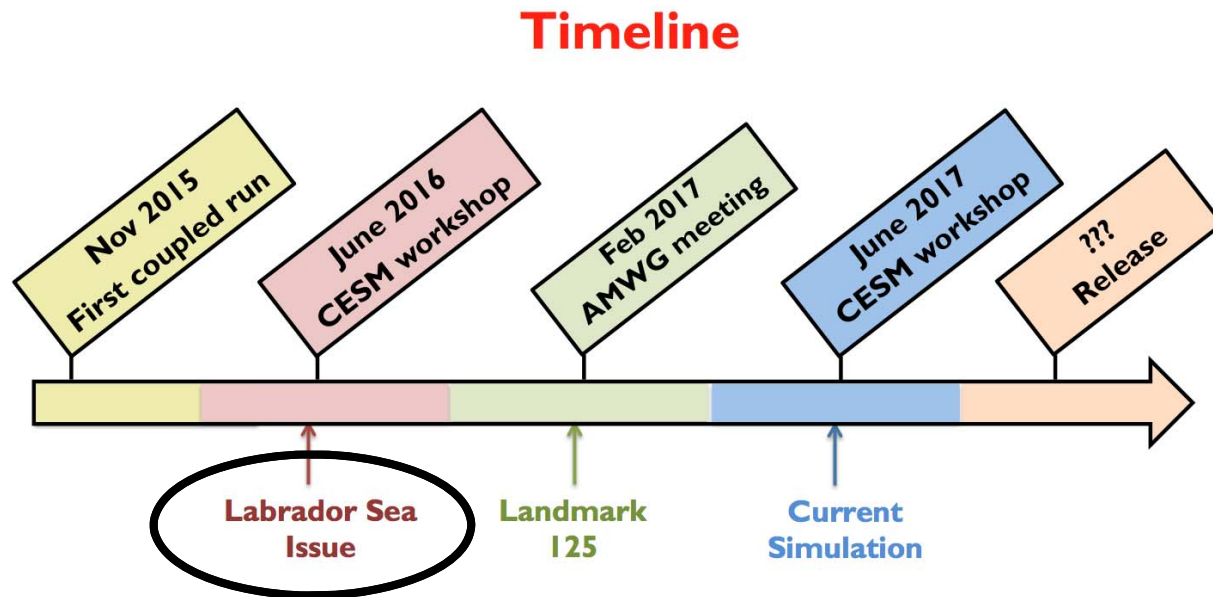 Timeline
Nov 2015
First coupled run
June 2016
CESM workshop
Feb 2017
AMWG meeting
June 2017
CESM workshop
???
Release
Labrador Sea
Issue
Landmark
125
Current
Simulation